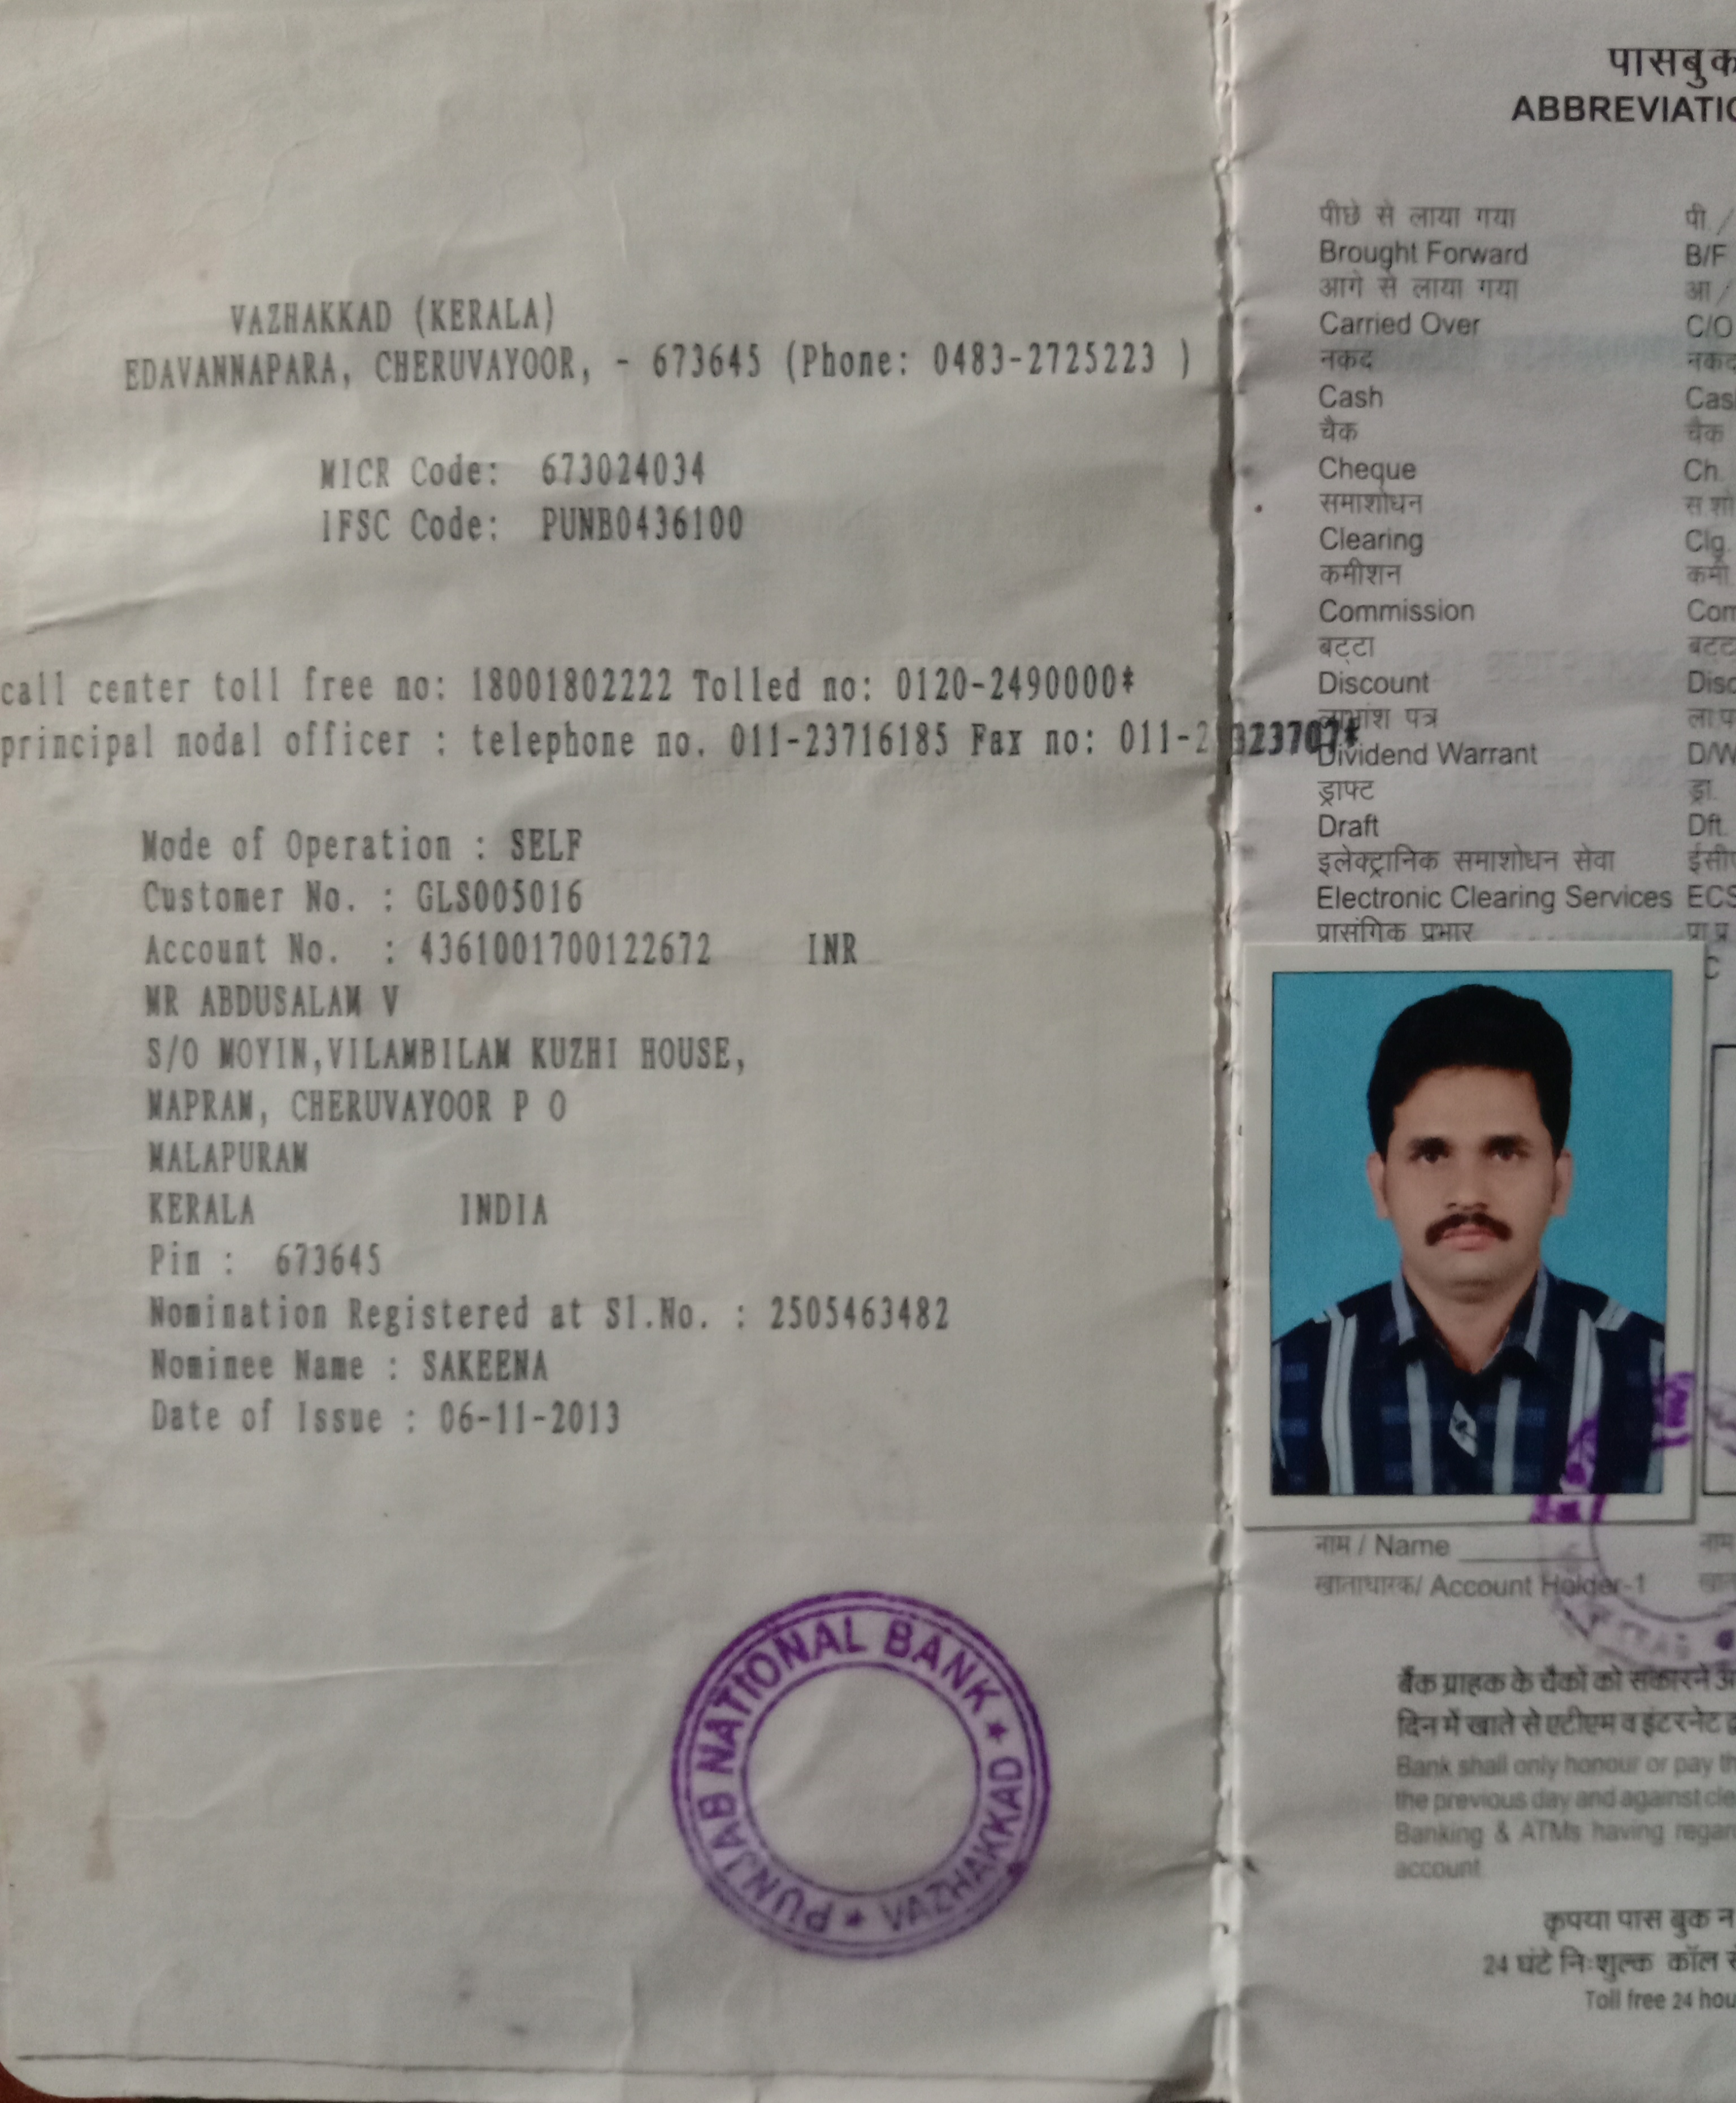 VAZHAKKAD (KERALA)
EDAVANNAPARA, CHERUVAYOOR, - 673645 (Phone: 0483-2725223 )
MICR Code: 673024034
IFSC Code: PUNB0436100
call center toll free no: 18001802222 Tolled no: 0120-2490000*
principal nodal officer : telephone no. 011-23716185 Fax no: 011-2 323707*
Mode of Operation : SELF
Customer No. : GLS005016
Account No. : 4361001700122672 INR
MR ABDUSALAM V
S/O MOYIN,VILAMBILAM KUZHI HOUSE,
MAPRAM, CHERUVAYOOR P O
MALAPURAM
KERALA INDIA
Pin : 673645
Nomination Registered at Sl.No. : 2505463482
Nominee Name : SAKEENA
Date of Issue : 06-11-2013
PUNJAB NATIONAL BANK * VAZHAKKAD *
पासबुक
ABBREVIATIO
पीछे से लाया गया पी. /
Brought Forward B/F
आगे से लाया गया आ /
Carried Over C/O
नकद नकद
Cash Cas
चैक चैक
Cheque Ch.
समाशोधन स शो
Clearing Clg.
कमीशन कमी
Commission Com
बट्टा बटट
Discount Disc
लाभांश पत्र ला.प
Dividend Warrant D/W
ड्राफ्ट ड्रा.
Draft Dft.
इलेक्ट्रानिक समाशोधन सेवा ईसी
Electronic Clearing Services ECS
प्रासंगिक प्रभार प्रा प्र
नाम / Name नाम
खाताधारक/ Account Holder-1 खात
बैंक ग्राहक के चैकों को सकारने
दिन में खाते से एटीएम व इंटरनेट
Bank shall only honour or pay th
the previous day and against cle
Banking & ATMs having regar
account.
कृपया पास बुक न
24 घंटे निःशुल्क कॉल से
Toll free 24 hou